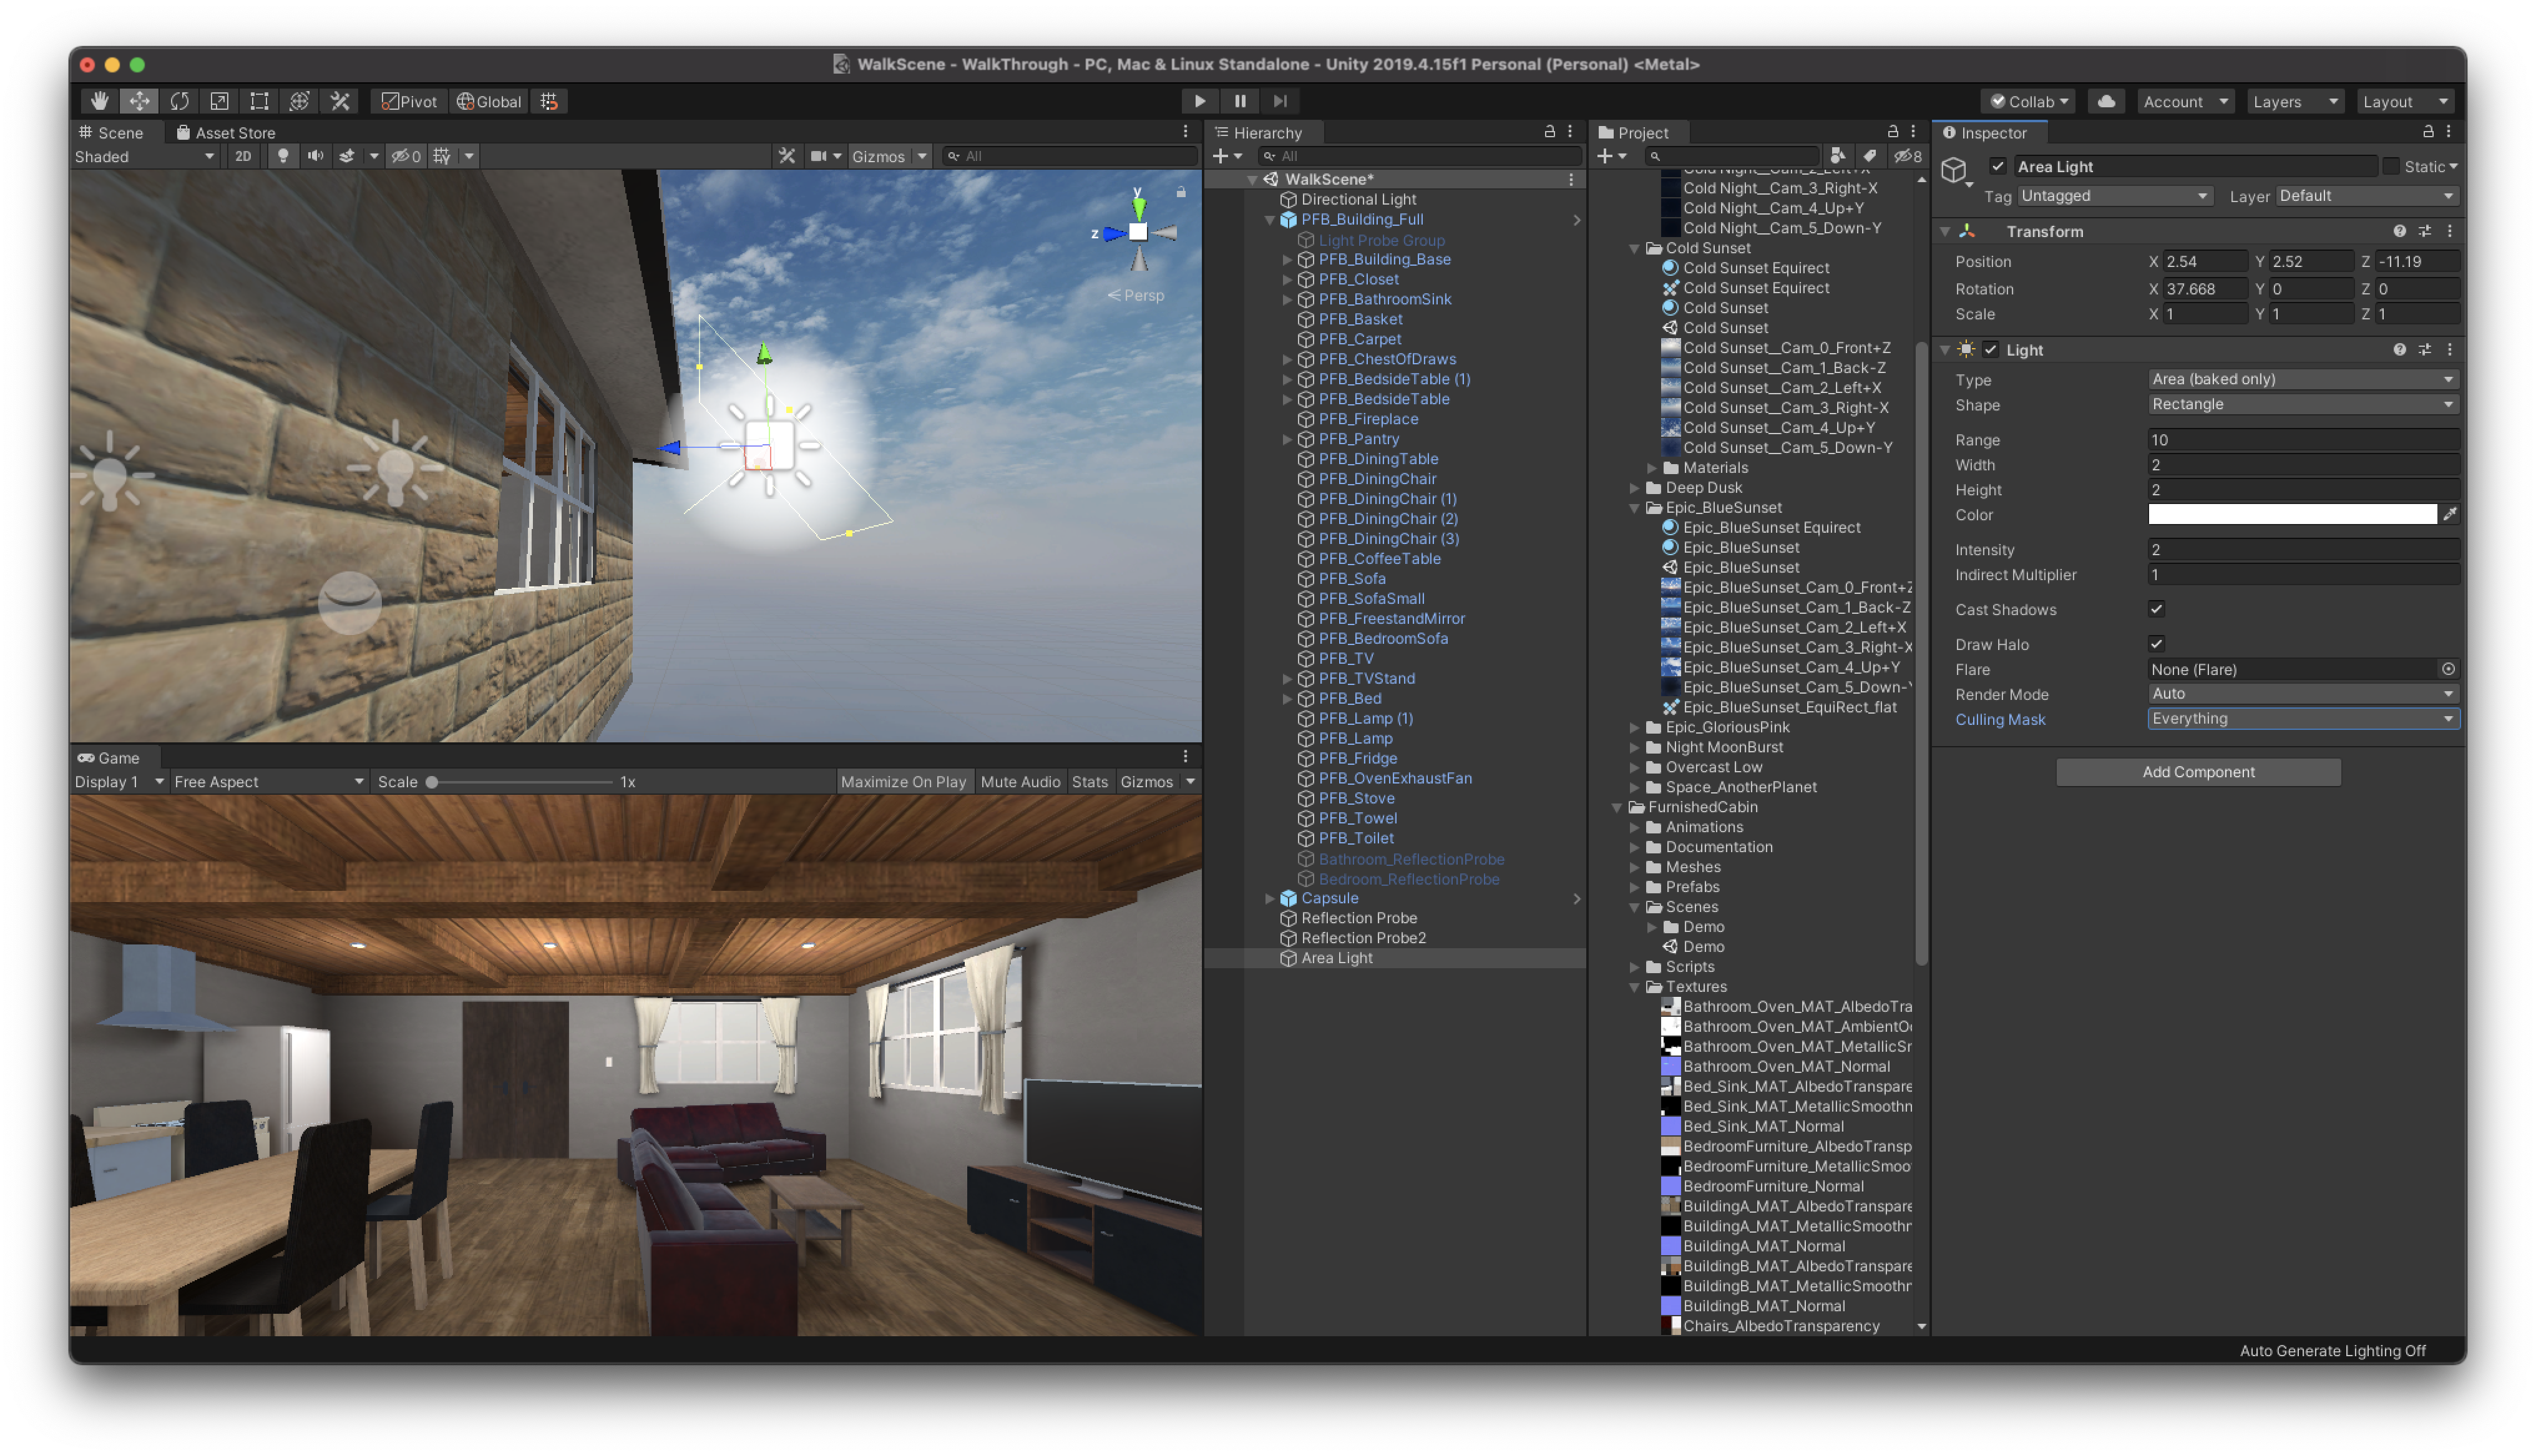 WalkScene - WalkThrough - PC, Mac & Linux Standalone - Unity 2019.4.15f1 Personal (Personal) <Metal>
Pivot Global
Collab Account Layers Layout
Scene Asset Store
Shaded 2D 0 Gizmos All
y
z
Persp
Game
Display 1 Free Aspect Scale 1x Maximize On Play Mute Audio Stats Gizmos
Hierarchy
All
WalkScene*
Directional Light
PFB_Building_Full
Light Probe Group
PFB_Building_Base
PFB_Closet
PFB_BathroomSink
PFB_Basket
PFB_Carpet
PFB_ChestOfDraws
PFB_BedsideTable (1)
PFB_BedsideTable
PFB_Fireplace
PFB_Pantry
PFB_DiningTable
PFB_DiningChair
PFB_DiningChair (1)
PFB_DiningChair (2)
PFB_DiningChair (3)
PFB_CoffeeTable
PFB_Sofa
PFB_SofaSmall
PFB_FreestandMirror
PFB_BedroomSofa
PFB_TV
PFB_TVStand
PFB_Bed
PFB_Lamp (1)
PFB_Lamp
PFB_Fridge
PFB_OvenExhaustFan
PFB_Stove
PFB_Towel
PFB_Toilet
Bathroom_ReflectionProbe
Bedroom_ReflectionProbe
Capsule
Reflection Probe
Reflection Probe2
Area Light
Project
8
Cold Night__Cam_2_Left+X
Cold Night__Cam_3_Right-X
Cold Night__Cam_4_Up+Y
Cold Night__Cam_5_Down-Y
Cold Sunset
Cold Sunset Equirect
Cold Sunset Equirect
Cold Sunset
Cold Sunset
Cold Sunset__Cam_0_Front+Z
Cold Sunset__Cam_1_Back-Z
Cold Sunset__Cam_2_Left+X
Cold Sunset__Cam_3_Right-X
Cold Sunset__Cam_4_Up+Y
Cold Sunset__Cam_5_Down-Y
Materials
Deep Dusk
Epic_BlueSunset
Epic_BlueSunset Equirect
Epic_BlueSunset
Epic_BlueSunset
Epic_BlueSunset_Cam_0_Front+Z
Epic_BlueSunset_Cam_1_Back-Z
Epic_BlueSunset_Cam_2_Left+X
Epic_BlueSunset_Cam_3_Right-X
Epic_BlueSunset_Cam_4_Up+Y
Epic_BlueSunset_Cam_5_Down-
Epic_BlueSunset_EquiRect_flat
Epic_GloriousPink
Night MoonBurst
Overcast Low
Space_AnotherPlanet
FurnishedCabin
Animations
Documentation
Meshes
Prefabs
Scenes
Demo
Demo
Scripts
Textures
Bathroom_Oven_MAT_AlbedoTra
Bathroom_Oven_MAT_AmbientO
Bathroom_Oven_MAT_MetallicSr
Bathroom_Oven_MAT_Normal
Bed_Sink_MAT_AlbedoTranspare
Bed_Sink_MAT_MetallicSmoothn
Bed_Sink_MAT_Normal
BedroomFurniture_AlbedoTransp
BedroomFurniture_MetallicSmoo
BedroomFurniture_Normal
BuildingA_MAT_AlbedoTranspare
BuildingA_MAT_MetallicSmoothn
BuildingA_MAT_Normal
BuildingB_MAT_AlbedoTranspare
BuildingB_MAT_MetallicSmoothn
BuildingB_MAT_Normal
Chairs_AlbedoTransparency
Inspector
Area Light Static
Tag Untagged Layer Default
Transform
Position X 2.54 Y 2.52 Z -11.19
Rotation X 37.668 Y 0 Z 0
Scale X 1 Y 1 Z 1
Light
Type Area (baked only)
Shape Rectangle
Range 10
Width 2
Height 2
Color
Intensity 2
Indirect Multiplier 1
Cast Shadows
Draw Halo
Flare None (Flare)
Render Mode Auto
Culling Mask Everything
Add Component
Auto Generate Lighting Off